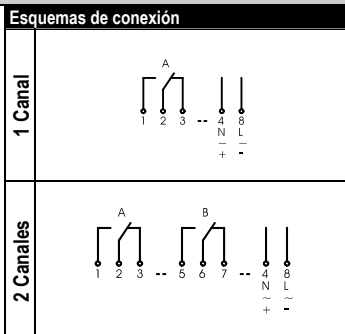 Esquemas de conexión
1 Canal
A
1 2 3 -- 4 8
N L
~ ~
+ -
2 Canales
A B
1 2 3 -- 5 6 7 -- 4 8
N L
~ ~
+ -